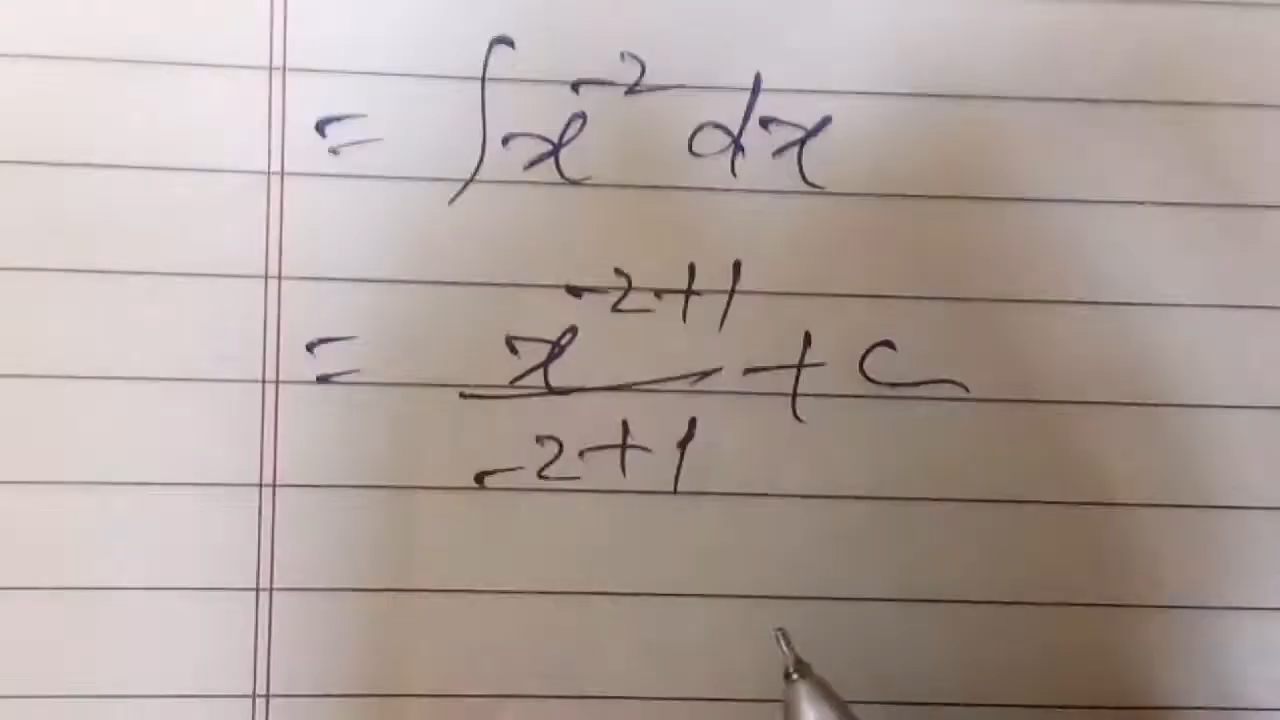 = ∫x⁻² dx
= x⁻²⁺¹/-2+1 + c